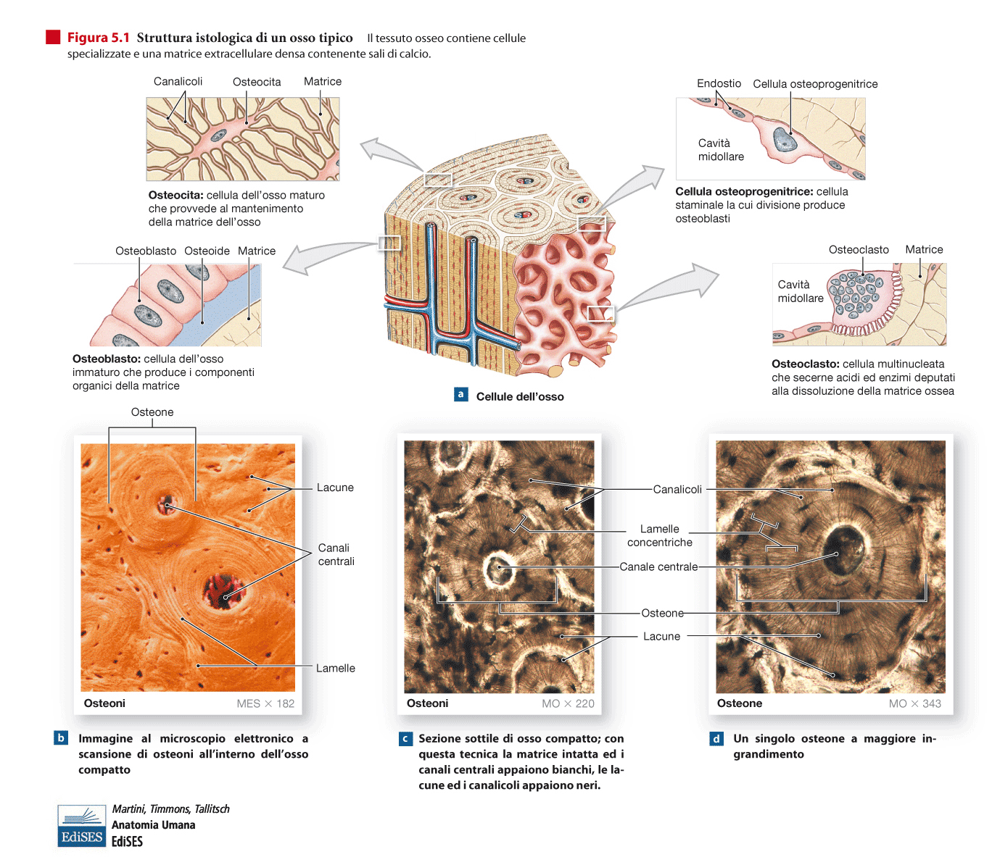 Figura 5.1 Struttura istologica di un osso tipico Il tessuto osseo contiene cellule
specializzate e una matrice extracellulare densa contenente sali di calcio.
Canalicoli Osteocita Matrice
Osteocita: cellula dell'osso maturo
che provvede al mantenimento
della matrice dell'osso
Osteoblasto Osteoide Matrice
Osteoblasto: cellula dell'osso
immaturo che produce i componenti
organici della matrice
Endostio Cellula osteoprogenitrice
Cavità
midollare
Cellula osteoprogenitrice: cellula
staminale la cui divisione produce
osteoblasti
Osteoclasto Matrice
Cavità
midollare
Osteoclasto: cellula multinucleata
che secerne acidi ed enzimi deputati
alla dissoluzione della matrice ossea
a Cellule dell'osso
Osteone
Lacune
Canali
centrali
Lamelle
Osteoni MES × 182
b Immagine al microscopio elettronico a
scansione di osteoni all'interno dell'osso
compatto
Canalicoli
Lamelle
concentriche
Canale centrale
Osteone
Lacune
Osteoni MO × 220
c Sezione sottile di osso compatto; con
questa tecnica la matrice intatta ed i
canali centrali appaiono bianchi, le la-
cune ed i canalicoli appaiono neri.
Osteone MO × 343
d Un singolo osteone a maggiore in-
grandimento
EdiSES
Martini, Timmons, Tallitsch
Anatomia Umana
EdiSES